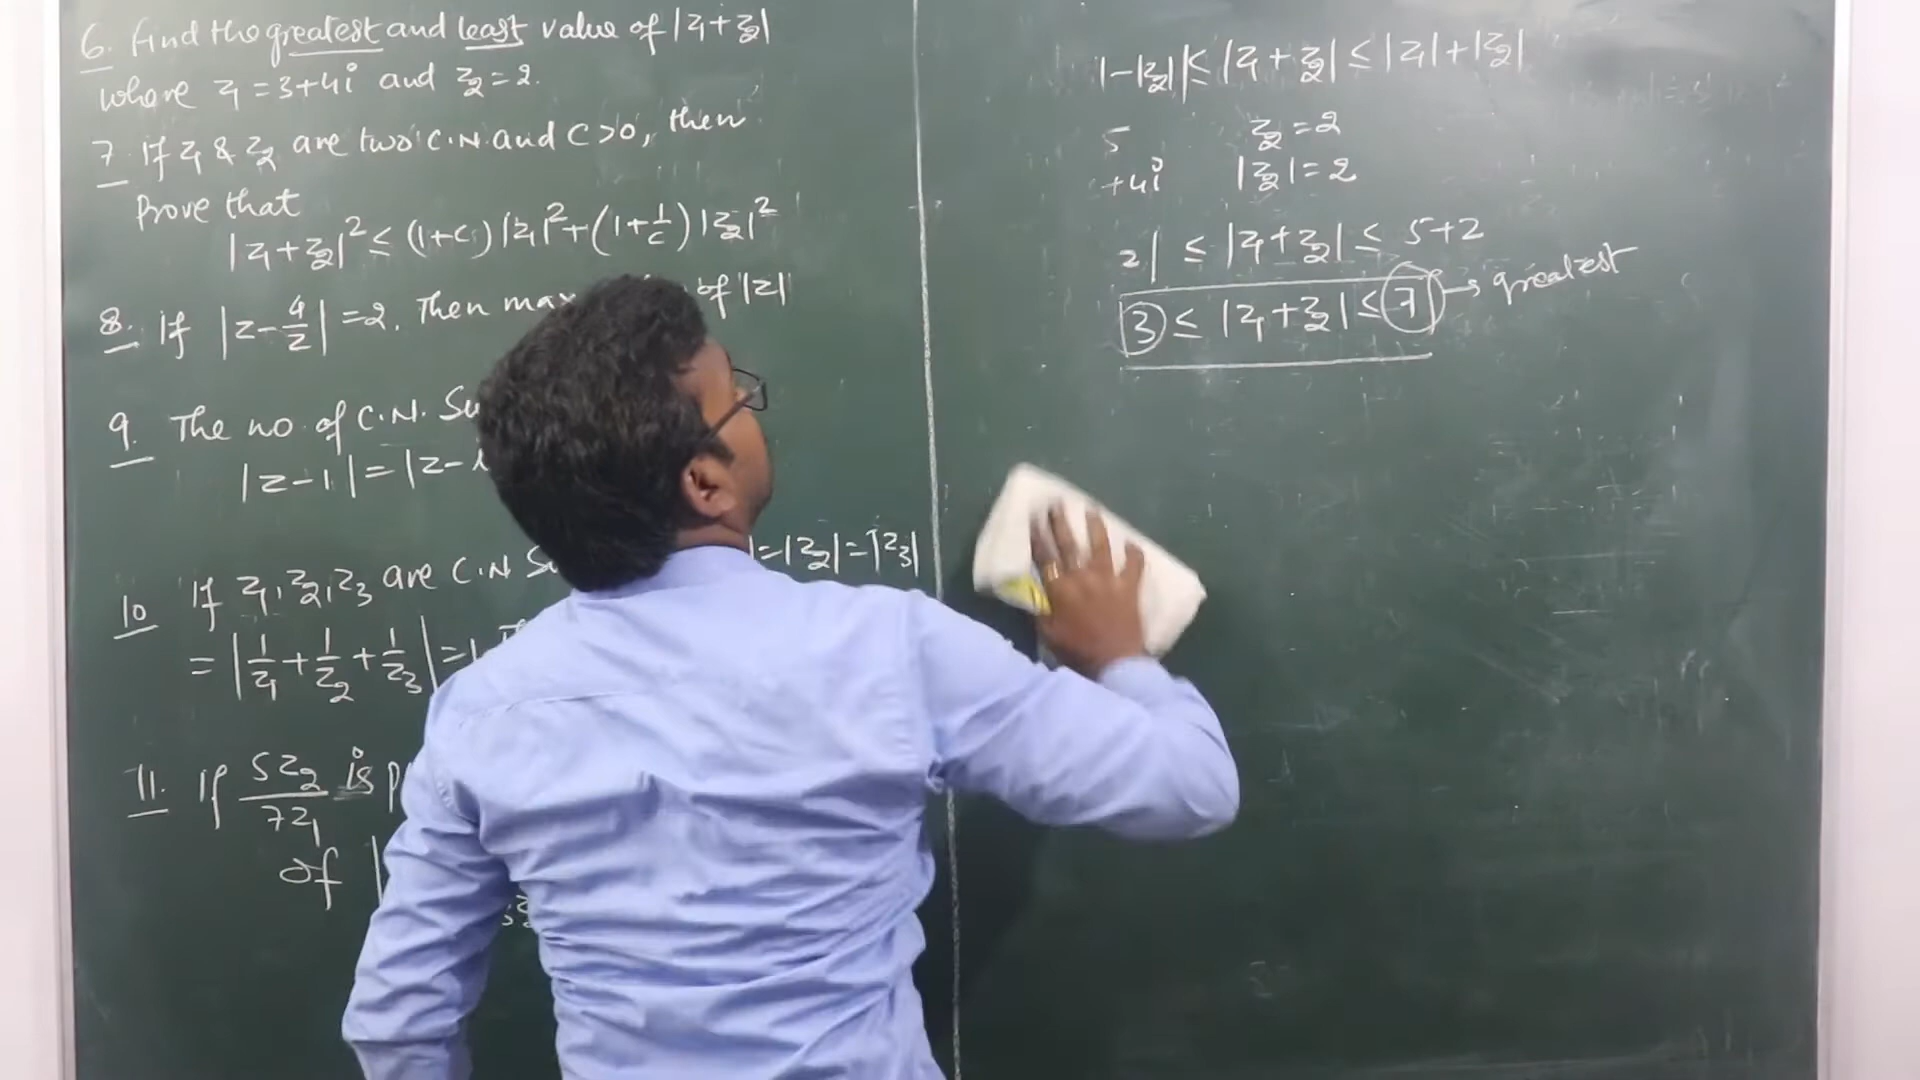 6. Find the greatest and least value of |z₁+z₂|
where z₁ = 3+4i and z₂ = 2.
7. If z₁ & z₂ are two C.N. and C>0, then
Prove that
|z₁+z₂|² ≤ (1+C)|z₁|² + (1+1/C)|z₂|²
8. If |z-4/z| = 2. Then max of |z|
9. The no. of C.N.
|z-1| = |z-
10 If z₁, z₂, z₃ are C.N |=|z₂|=|z₃|
= |1/z₁+1/z₂+1/z₃| = 1
11. If 5z₂/7z₁ is
of |
|-|z₂|| ≤ |z₁+z₂| ≤ |z₁|+|z₂|
5 z₂ = 2
+4i |z₂| = 2
2| ≤ |z₁+z₂| ≤ 5+2
3 ≤ |z₁+z₂| ≤ 7 → greatest